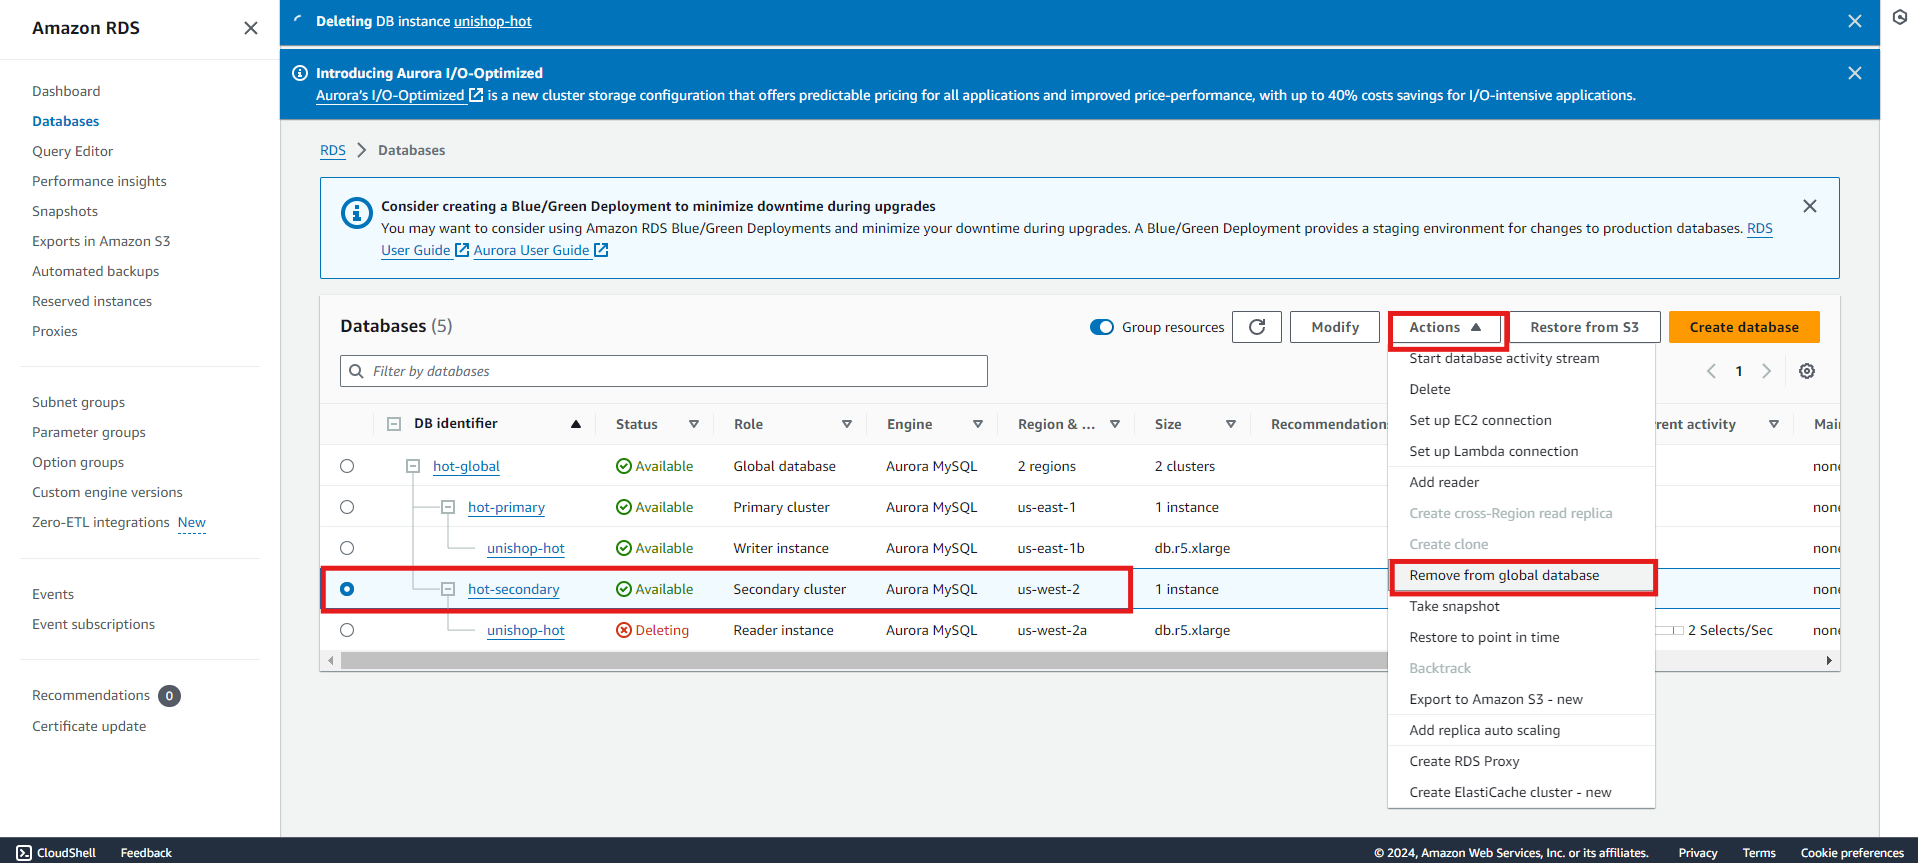 Amazon RDS
Dashboard
Databases
Query Editor
Performance insights
Snapshots
Exports in Amazon S3
Automated backups
Reserved instances
Proxies
Subnet groups
Parameter groups
Option groups
Custom engine versions
Zero-ETL integrations New
Events
Event subscriptions
Recommendations 0
Certificate update
Deleting DB instance unishop-hot
Introducing Aurora I/O-Optimized
Aurora's I/O-Optimized is a new cluster storage configuration that offers predictable pricing for all applications and improved price-performance, with up to 40% costs savings for I/O-intensive applications.
RDS > Databases
Consider creating a Blue/Green Deployment to minimize downtime during upgrades
You may want to consider using Amazon RDS Blue/Green Deployments and minimize your downtime during upgrades. A Blue/Green Deployment provides a staging environment for changes to production databases. RDS
User Guide Aurora User Guide
Databases (5)
Group resources
Modify
Actions
Restore from S3
Create database
Filter by databases
1
DB identifier Status Role Engine Region & ... Size Recommendation rent activity Mai
hot-global Available Global database Aurora MySQL 2 regions 2 clusters none
hot-primary Available Primary cluster Aurora MySQL us-east-1 1 instance none
unishop-hot Available Writer instance Aurora MySQL us-east-1b db.r5.xlarge none
hot-secondary Available Secondary cluster Aurora MySQL us-west-2 1 instance none
unishop-hot Deleting Reader instance Aurora MySQL us-west-2a db.r5.xlarge 2 Selects/Sec none
Start database activity stream
Delete
Set up EC2 connection
Set up Lambda connection
Add reader
Create cross-Region read replica
Create clone
Remove from global database
Take snapshot
Restore to point in time
Backtrack
Export to Amazon S3 - new
Add replica auto scaling
Create RDS Proxy
Create ElastiCache cluster - new
CloudShell Feedback © 2024, Amazon Web Services, Inc. or its affiliates. Privacy Terms Cookie preferences